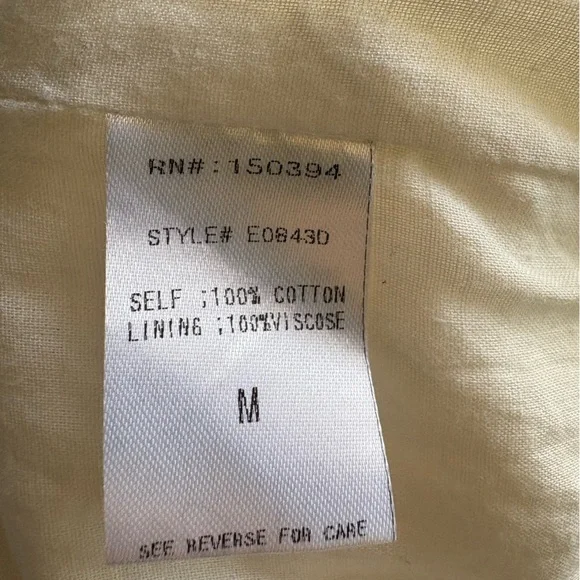 RN#: 150394
STYLE# E0843D
SELF ;100% COTTON
LINING ;100%VISCOSE
M
SEE REVERSE FOR CARE